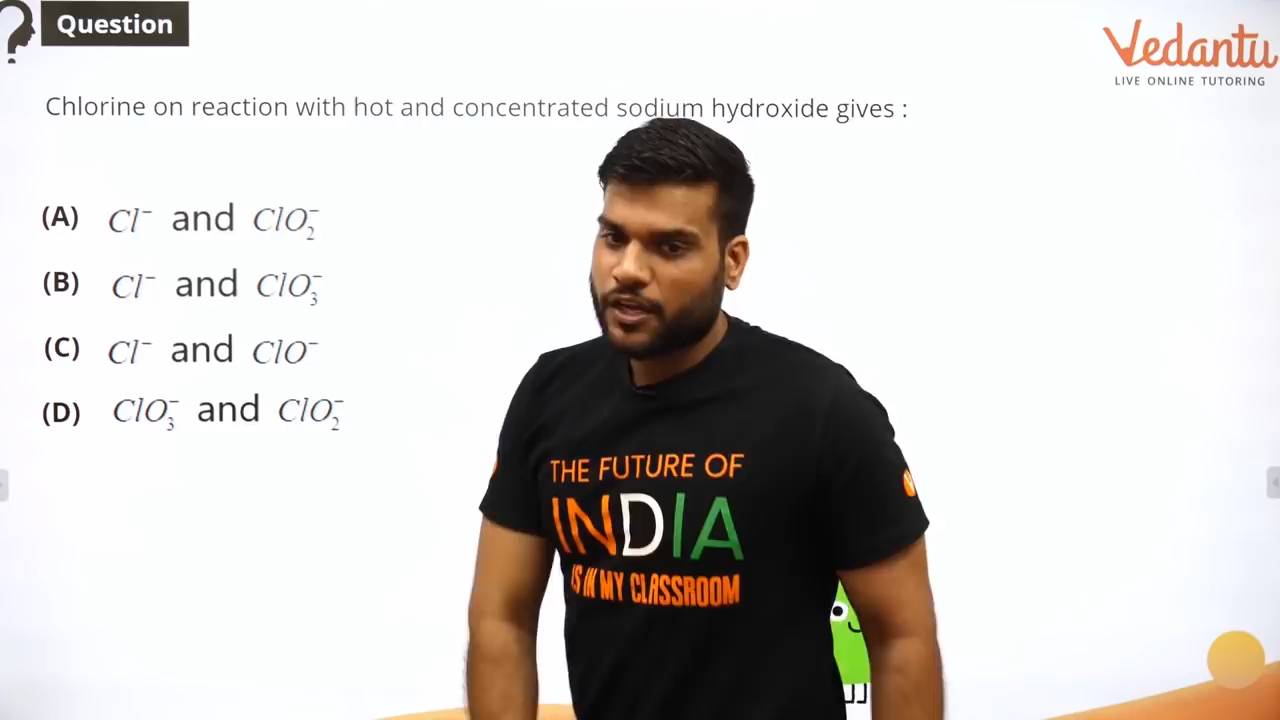 Question
Vedantu
LIVE ONLINE TUTORING
Chlorine on reaction with hot and concentrated sodium hydroxide gives :
(A) Cl⁻ and ClO₂⁻
(B) Cl⁻ and ClO₃⁻
(C) Cl⁻ and ClO⁻
(D) ClO₃⁻ and ClO₂⁻
THE FUTURE OF
INDIA
IS IN MY CLASSROOM